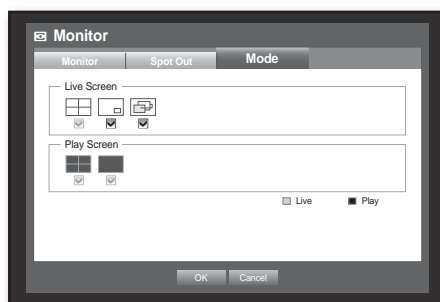 Monitor
Monitor Spot Out Mode
Live Screen
Play Screen
Live Play
OK Cancel